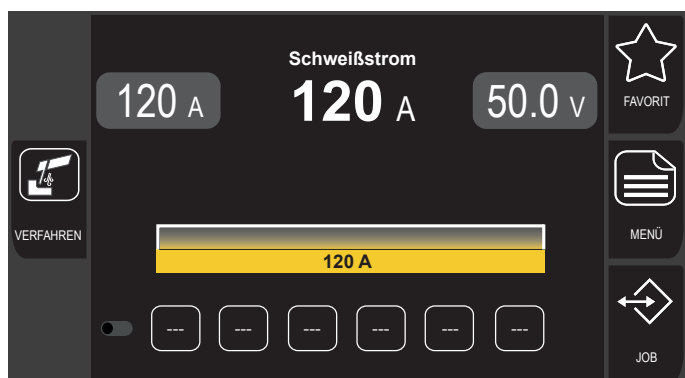 Schweißstrom
120 A
120 A
50.0 V
FAVORIT
VERFAHREN
MENÜ
120 A
--- --- --- --- --- ---
JOB